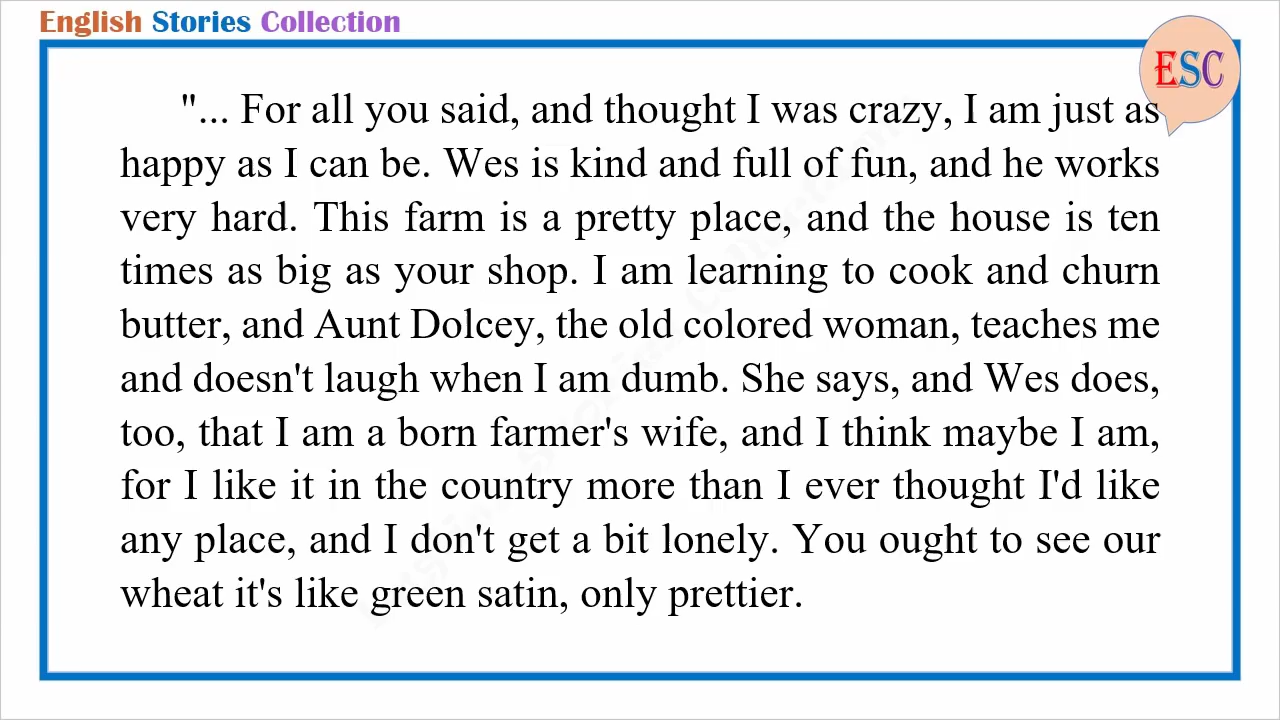 English Stories Collection
ESC
"... For all you said, and thought I was crazy, I am just as
happy as I can be. Wes is kind and full of fun, and he works
very hard. This farm is a pretty place, and the house is ten
times as big as your shop. I am learning to cook and churn
butter, and Aunt Dolcey, the old colored woman, teaches me
and doesn't laugh when I am dumb. She says, and Wes does,
too, that I am a born farmer's wife, and I think maybe I am,
for I like it in the country more than I ever thought I'd like
any place, and I don't get a bit lonely. You ought to see our
wheat it's like green satin, only prettier.